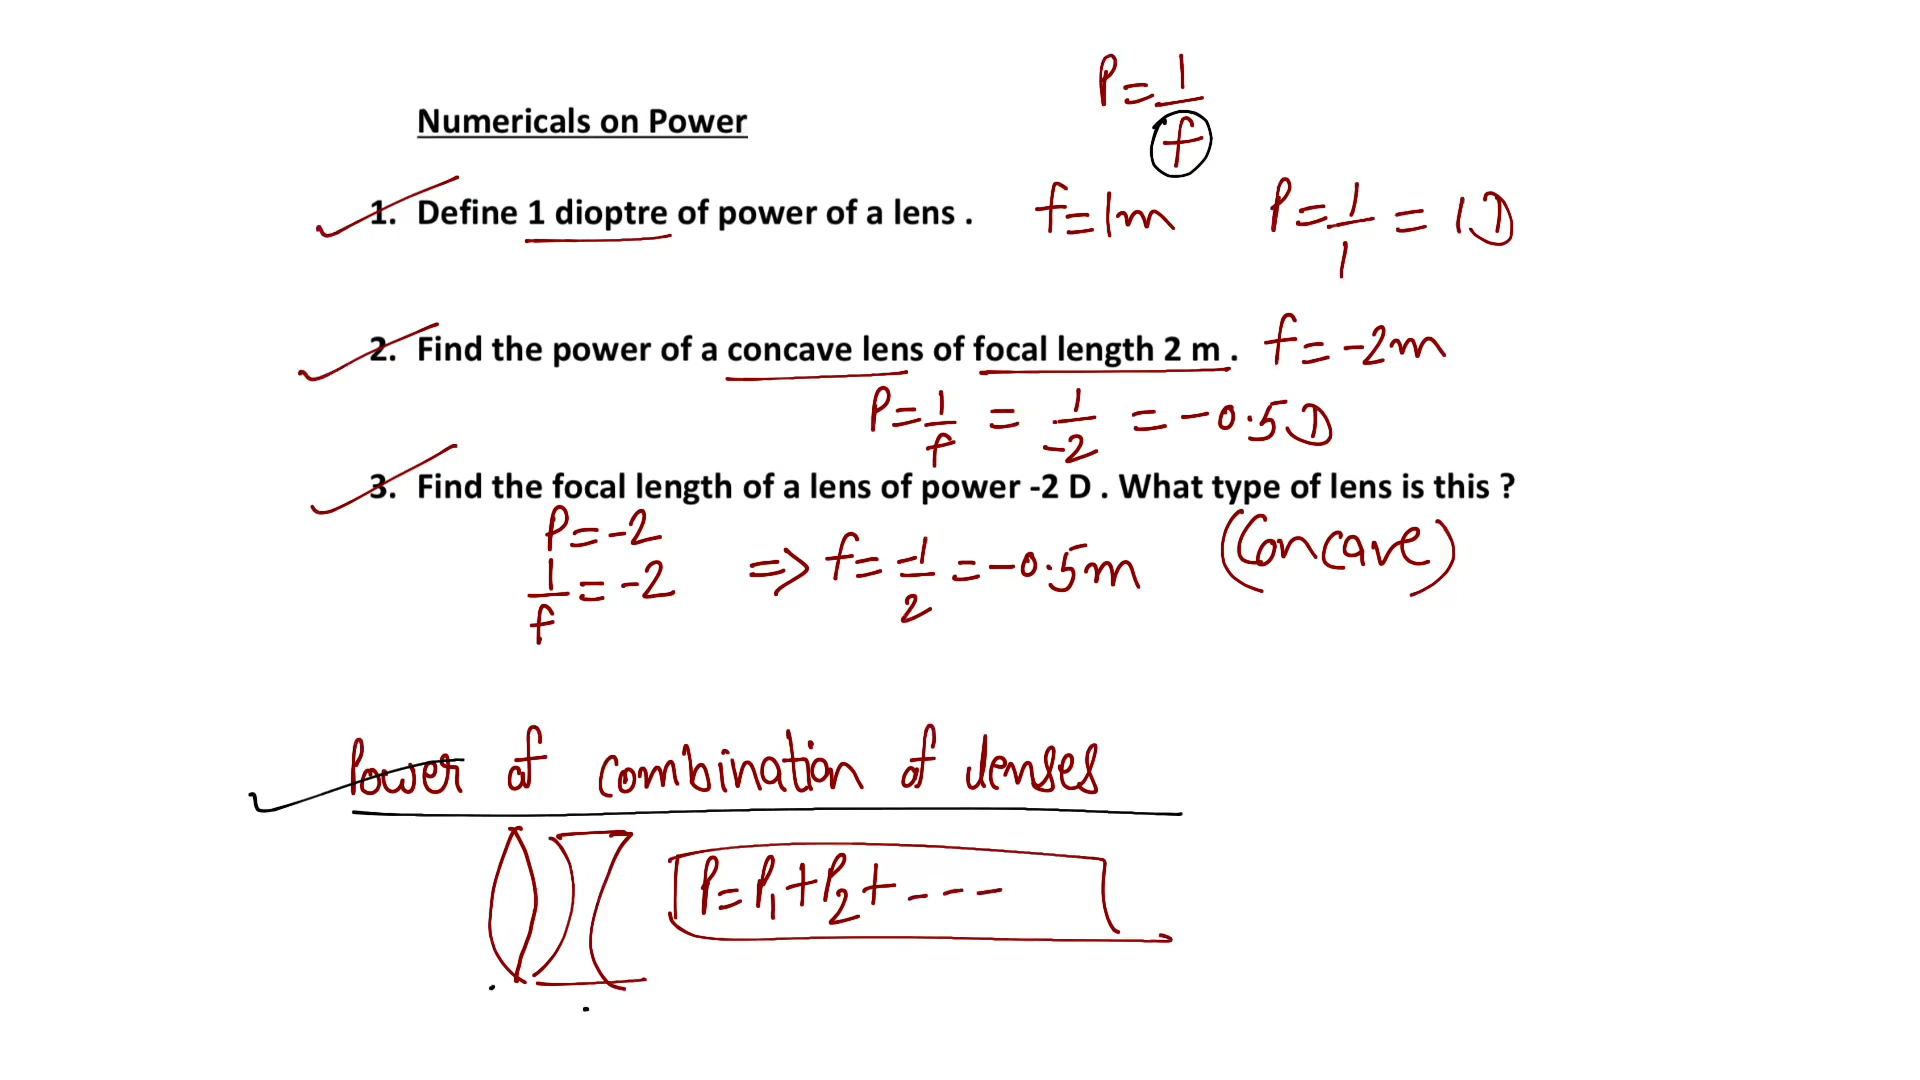 P = 1/f
Numericals on Power
1. Define 1 dioptre of power of a lens . f = 1m P = 1/1 = 1D
2. Find the power of a concave lens of focal length 2 m . f = -2m
P = 1/f = 1/-2 = -0.5D
3. Find the focal length of a lens of power -2 D . What type of lens is this ?
P = -2
1/f = -2 => f = -1/2 = -0.5m (Concave)
Power of combination of lenses
P = P₁ + P₂ + ---